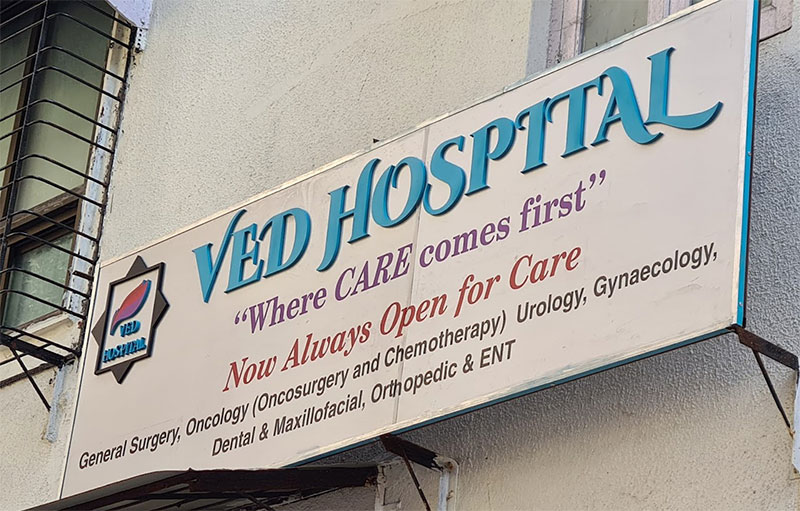 VED HOSPITAL
"Where CARE comes first"
Now Always Open for Care
General Surgery, Oncology (Oncosurgery and Chemotherapy) Urology, Gynaecology,
Dental & Maxillofacial, Orthopedic & ENT
VED
HOSPITAL